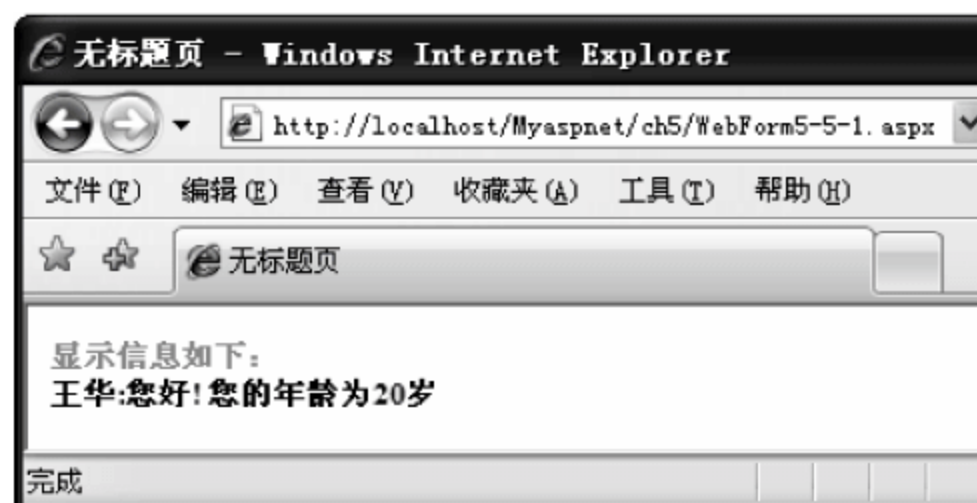 无标题页 - Windows Internet Explorer
http://localhost/Myaspnet/ch5/WebForm5-5-1.aspx
文件(F) 编辑(E) 查看(V) 收藏夹(A) 工具(T) 帮助(H)
无标题页
显示信息如下:
王华:您好!您的年龄为20岁
完成